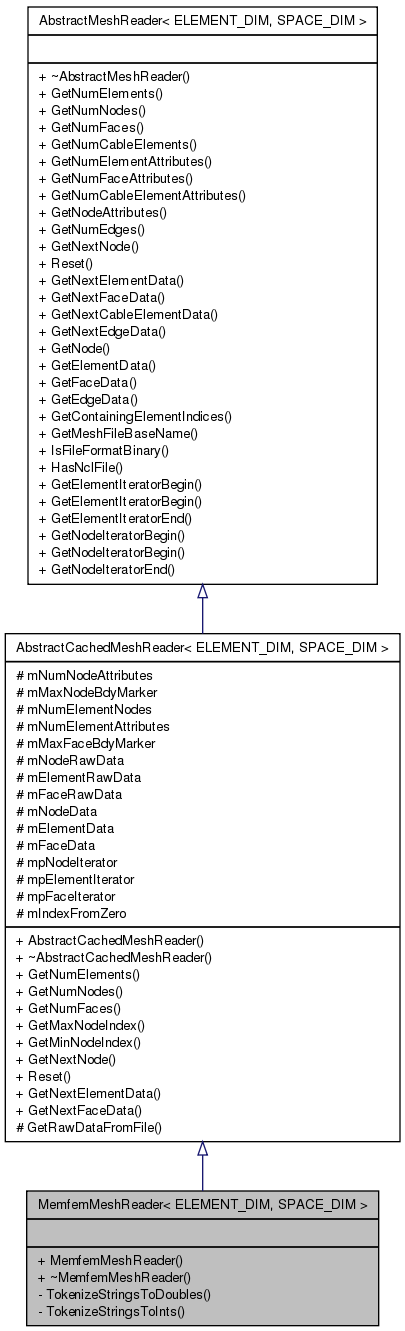 AbstractMeshReader< ELEMENT_DIM, SPACE_DIM >
+ ~AbstractMeshReader()
+ GetNumElements()
+ GetNumNodes()
+ GetNumFaces()
+ GetNumCableElements()
+ GetNumElementAttributes()
+ GetNumFaceAttributes()
+ GetNumCableElementAttributes()
+ GetNodeAttributes()
+ GetNumEdges()
+ GetNextNode()
+ Reset()
+ GetNextElementData()
+ GetNextFaceData()
+ GetNextCableElementData()
+ GetNextEdgeData()
+ GetNode()
+ GetElementData()
+ GetFaceData()
+ GetEdgeData()
+ GetContainingElementIndices()
+ GetMeshFileBaseName()
+ IsFileFormatBinary()
+ HasNclFile()
+ GetElementIteratorBegin()
+ GetElementIteratorBegin()
+ GetElementIteratorEnd()
+ GetNodeIteratorBegin()
+ GetNodeIteratorBegin()
+ GetNodeIteratorEnd()
AbstractCachedMeshReader< ELEMENT_DIM, SPACE_DIM >
# mNumNodeAttributes
# mMaxNodeBdyMarker
# mNumElementNodes
# mNumElementAttributes
# mMaxFaceBdyMarker
# mNodeRawData
# mElementRawData
# mFaceRawData
# mNodeData
# mElementData
# mFaceData
# mpNodeIterator
# mpElementIterator
# mpFaceIterator
# mIndexFromZero
+ AbstractCachedMeshReader()
+ ~AbstractCachedMeshReader()
+ GetNumElements()
+ GetNumNodes()
+ GetNumFaces()
+ GetMaxNodeIndex()
+ GetMinNodeIndex()
+ GetNextNode()
+ Reset()
+ GetNextElementData()
+ GetNextFaceData()
# GetRawDataFromFile()
MemfemMeshReader< ELEMENT_DIM, SPACE_DIM >
+ MemfemMeshReader()
+ ~MemfemMeshReader()
- TokenizeStringsToDoubles()
- TokenizeStringsToInts()